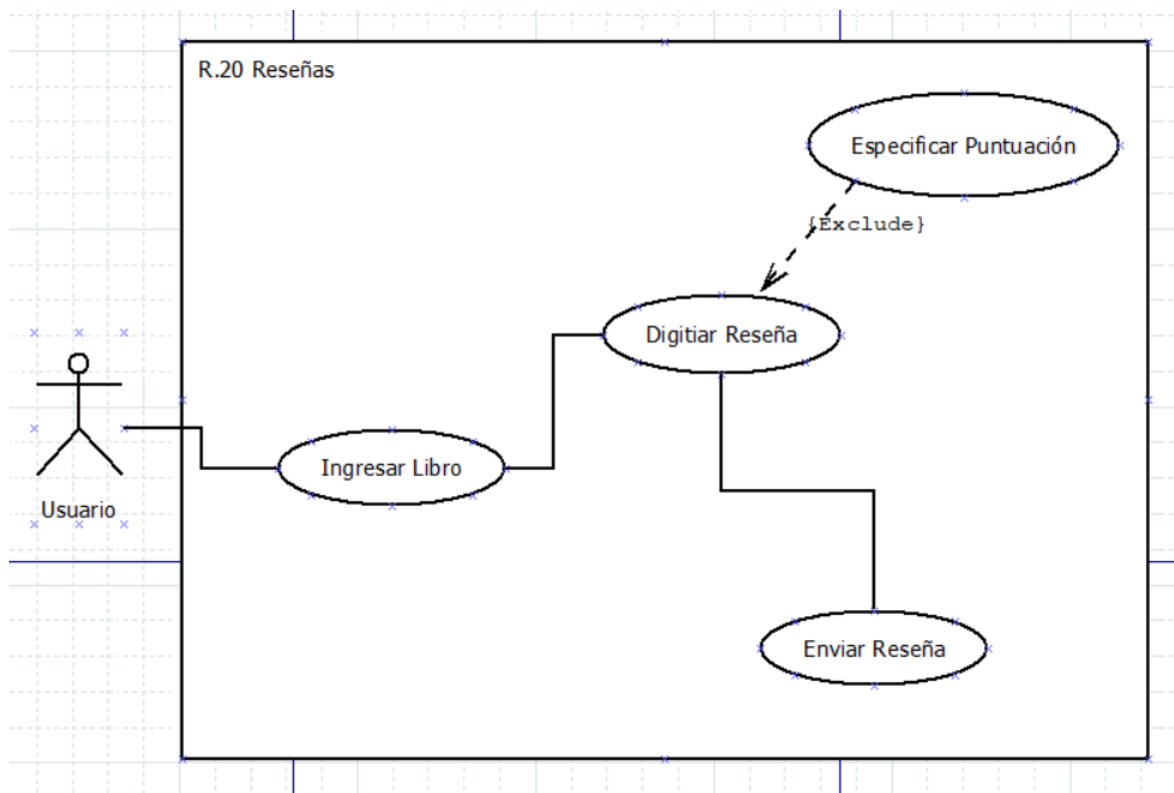 R.20 Reseñas
Especificar Puntuación
{Exclude}
Digitiar Reseña
Ingresar Libro
Usuario
Enviar Reseña